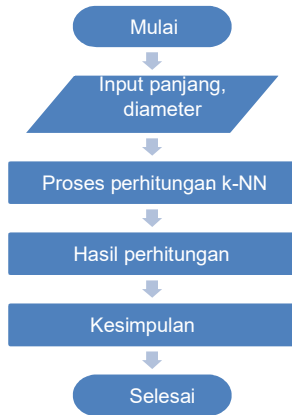 Mulai
Input panjang,
diameter
Proses perhitungan k-NN
Hasil perhitungan
Kesimpulan
Selesai